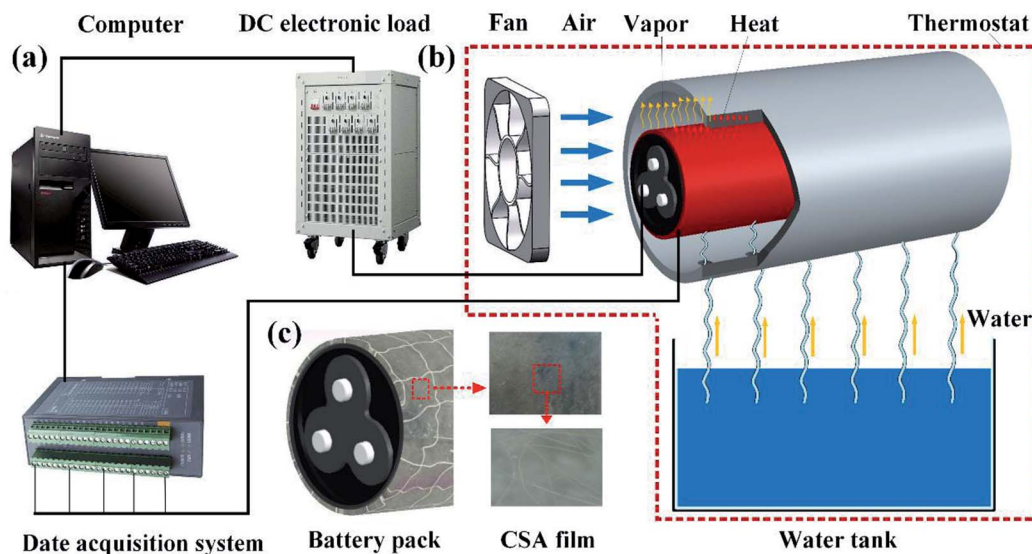 Computer DC electronic load Fan Air Vapor Heat Thermostat
(a) (b)
Water
(c)
Date acquisition system Battery pack CSA film Water tank